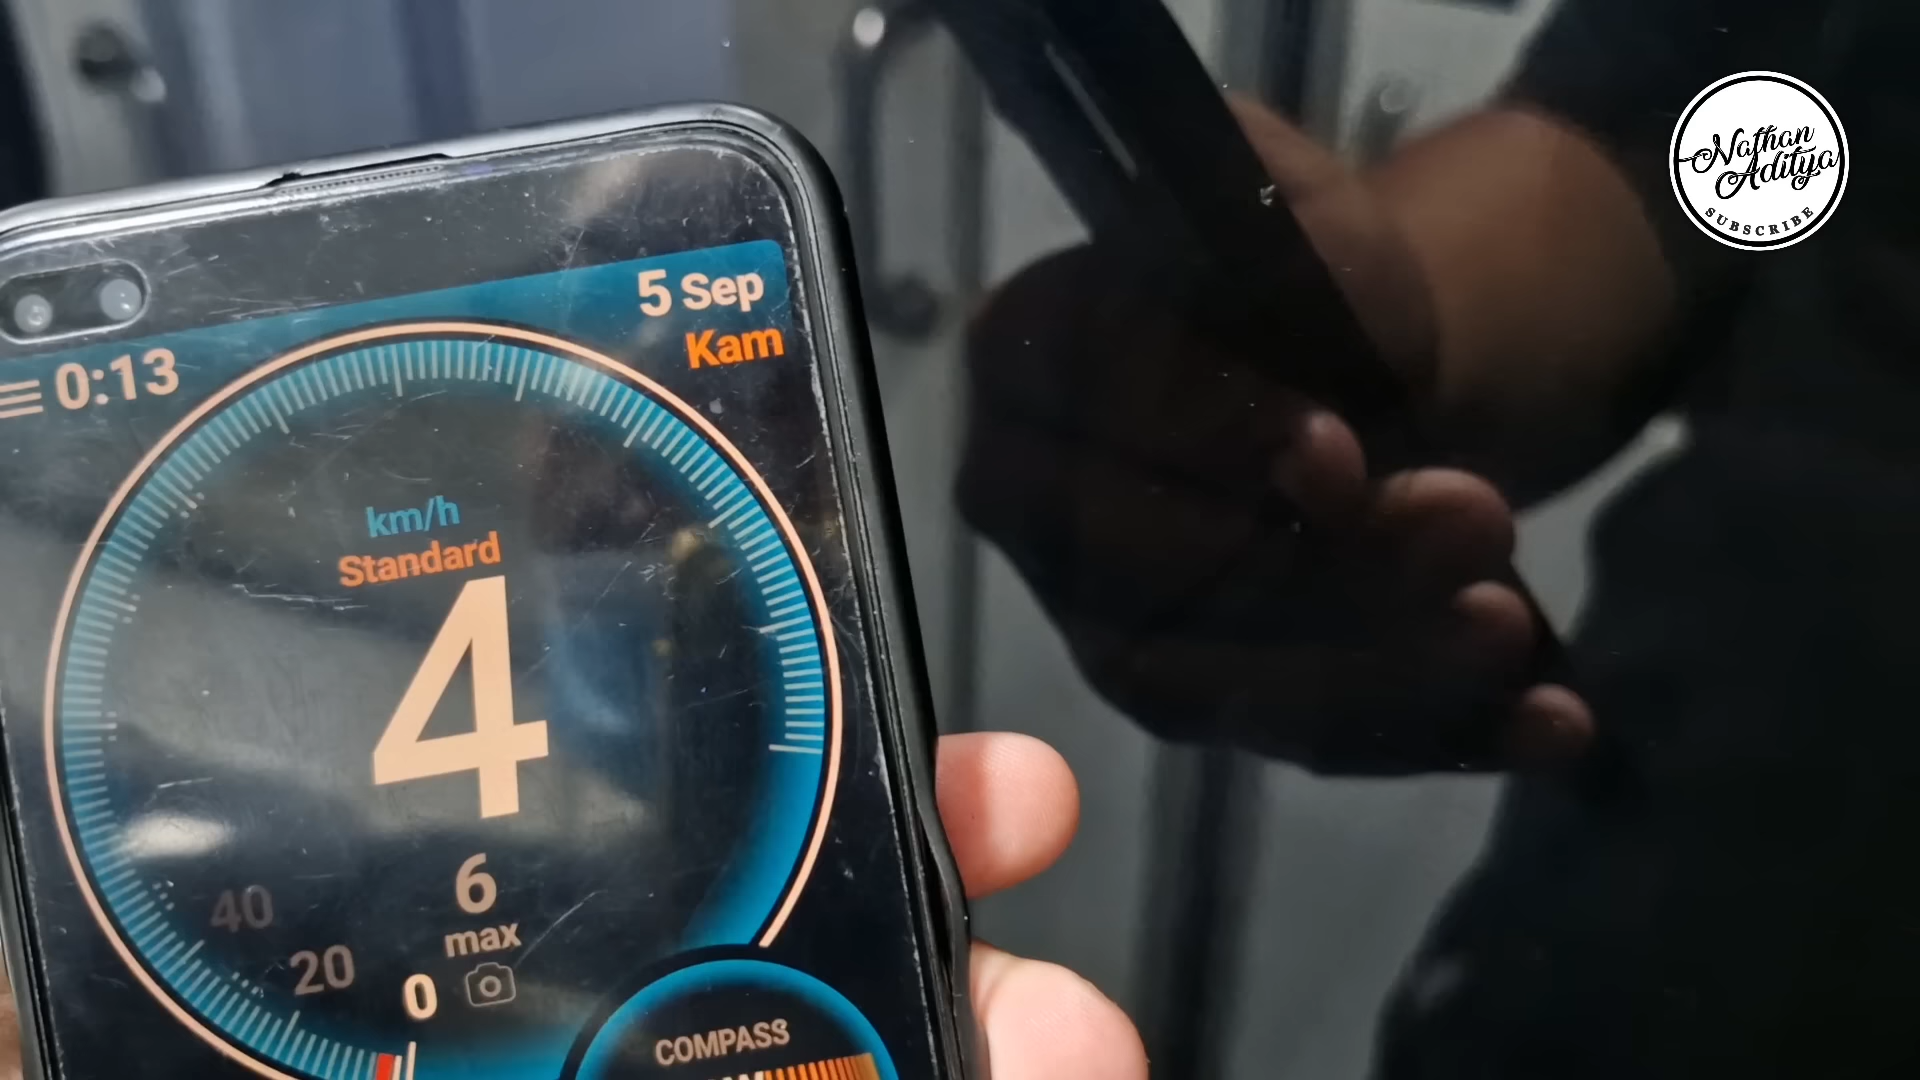 Nathan
Aditya
SUBSCRIBE
5 Sep
Kam
0:13
km/h
Standard
4
6
max
40
20
0
COMPASS